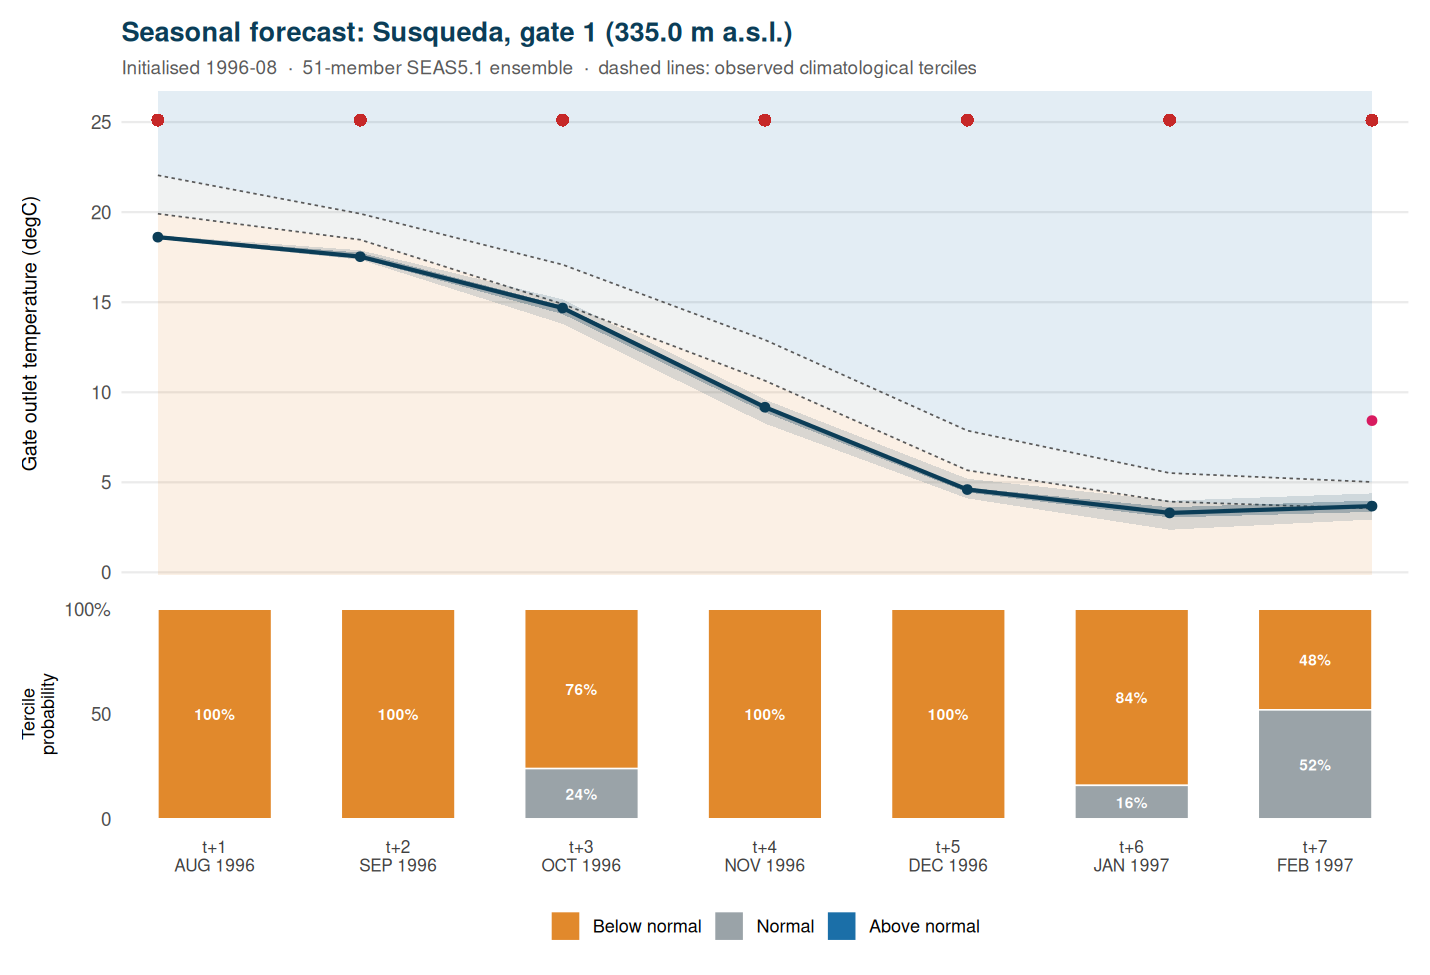 Seasonal forecast: Susqueda, gate 1 (335.0 m a.s.l.)
Initialised 1996-08 · 51-member SEAS5.1 ensemble · dashed lines: observed climatological terciles
Gate outlet temperature (degC)
25
20
15
10
5
0
Tercile
probability
100%
50
0
100%
100%
76%
24%
100%
100%
84%
16%
48%
52%
t+1
AUG 1996
t+2
SEP 1996
t+3
OCT 1996
t+4
NOV 1996
t+5
DEC 1996
t+6
JAN 1997
t+7
FEB 1997
Below normal
Normal
Above normal